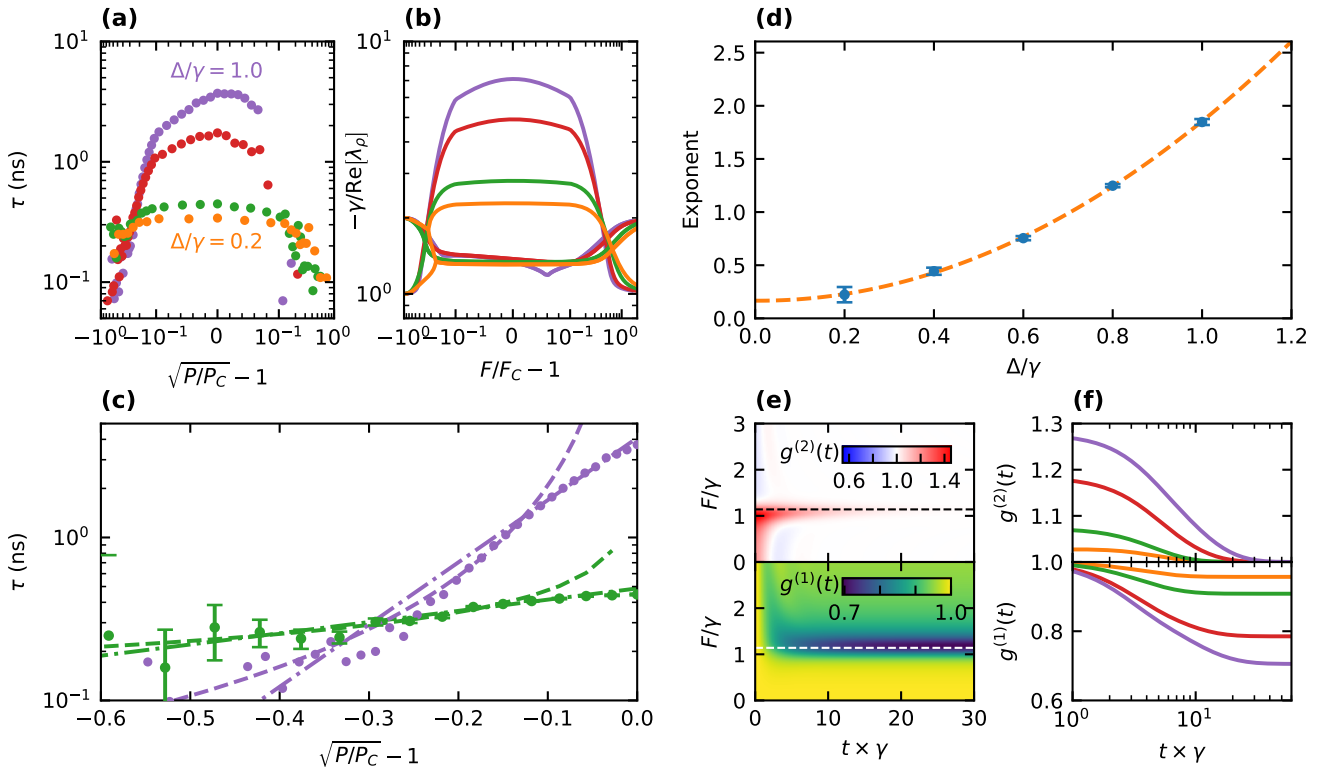 (a)
10^1
10^0
10^{-1}
τ (ns)
Δ/γ = 1.0
Δ/γ = 0.2
−10^0 −10^{-1} 0 10^{-1} 10^0
√P/P_C − 1
(b)
10^1
10^0
−γ/Re[λ_ρ]
−10^0 −10^{-1} 0 10^{-1} 10^0
F/F_C − 1
(d)
2.5
2.0
1.5
1.0
0.5
0.0
Exponent
0.0 0.2 0.4 0.6 0.8 1.0 1.2
Δ/γ
(c)
10^0
10^{-1}
τ (ns)
−0.6 −0.5 −0.4 −0.3 −0.2 −0.1 0.0
√P/P_C − 1
(e)
3
2
1
0
F/γ
g^{(2)}(t)
0.6 1.0 1.4
3
2
1
0
F/γ
g^{(1)}(t)
0.7 1.0
0 10 20 30
t × γ
(f)
1.3
1.2
1.1
1.0
g^{(2)}(t)
1.0
0.8
0.6
g^{(1)}(t)
10^0 10^1
t × γ